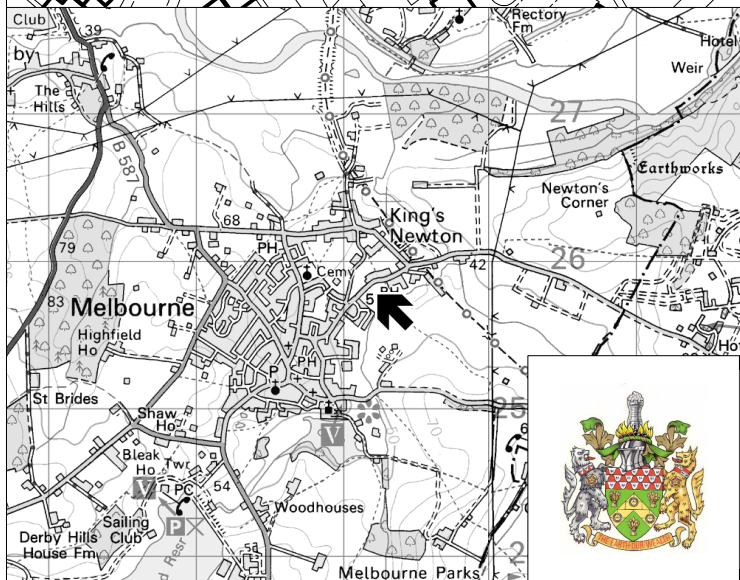 Club
39
Rectory
Fm
Hotel
Weir
by
The
Hills
B 587
27
Earthworks
Newton's
Corner
68
King's
Newton
PH
Cemy
42
26
79
83
5
PH
Melbourne
Highfield
Ho
PH
P
St Brides
Shaw
Ho
25
V
Bleak
Ho
Twr
V
PC
54
P
Sailing
Club
Woodhouses
Derby Hills
House Fm
d Resr
Melbourne Parks